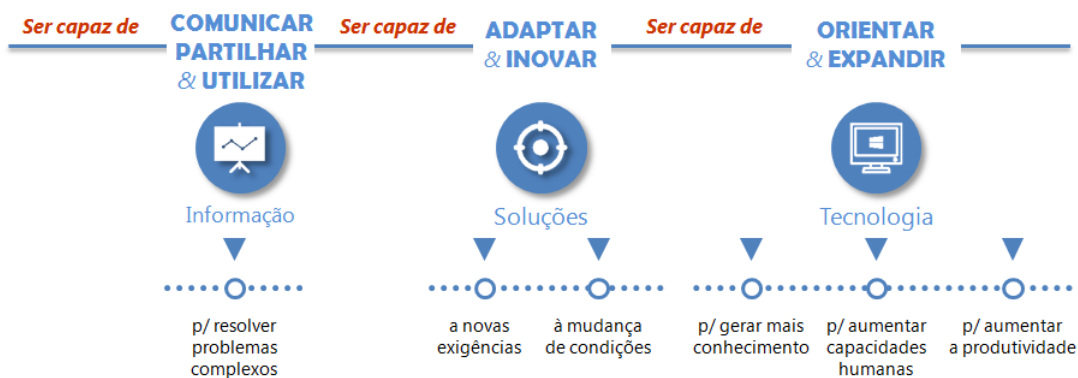 Ser capaz de
COMUNICAR
PARTILHAR
& UTILIZAR
Ser capaz de
ADAPTAR
& INOVAR
Ser capaz de
ORIENTAR
& EXPANDIR
Informação
Soluções
Tecnologia
p/ resolver
problemas
complexos
a novas
exigências
à mudança
de condições
p/ gerar mais
conhecimento
p/ aumentar
capacidades
humanas
p/ aumentar
a produtividade